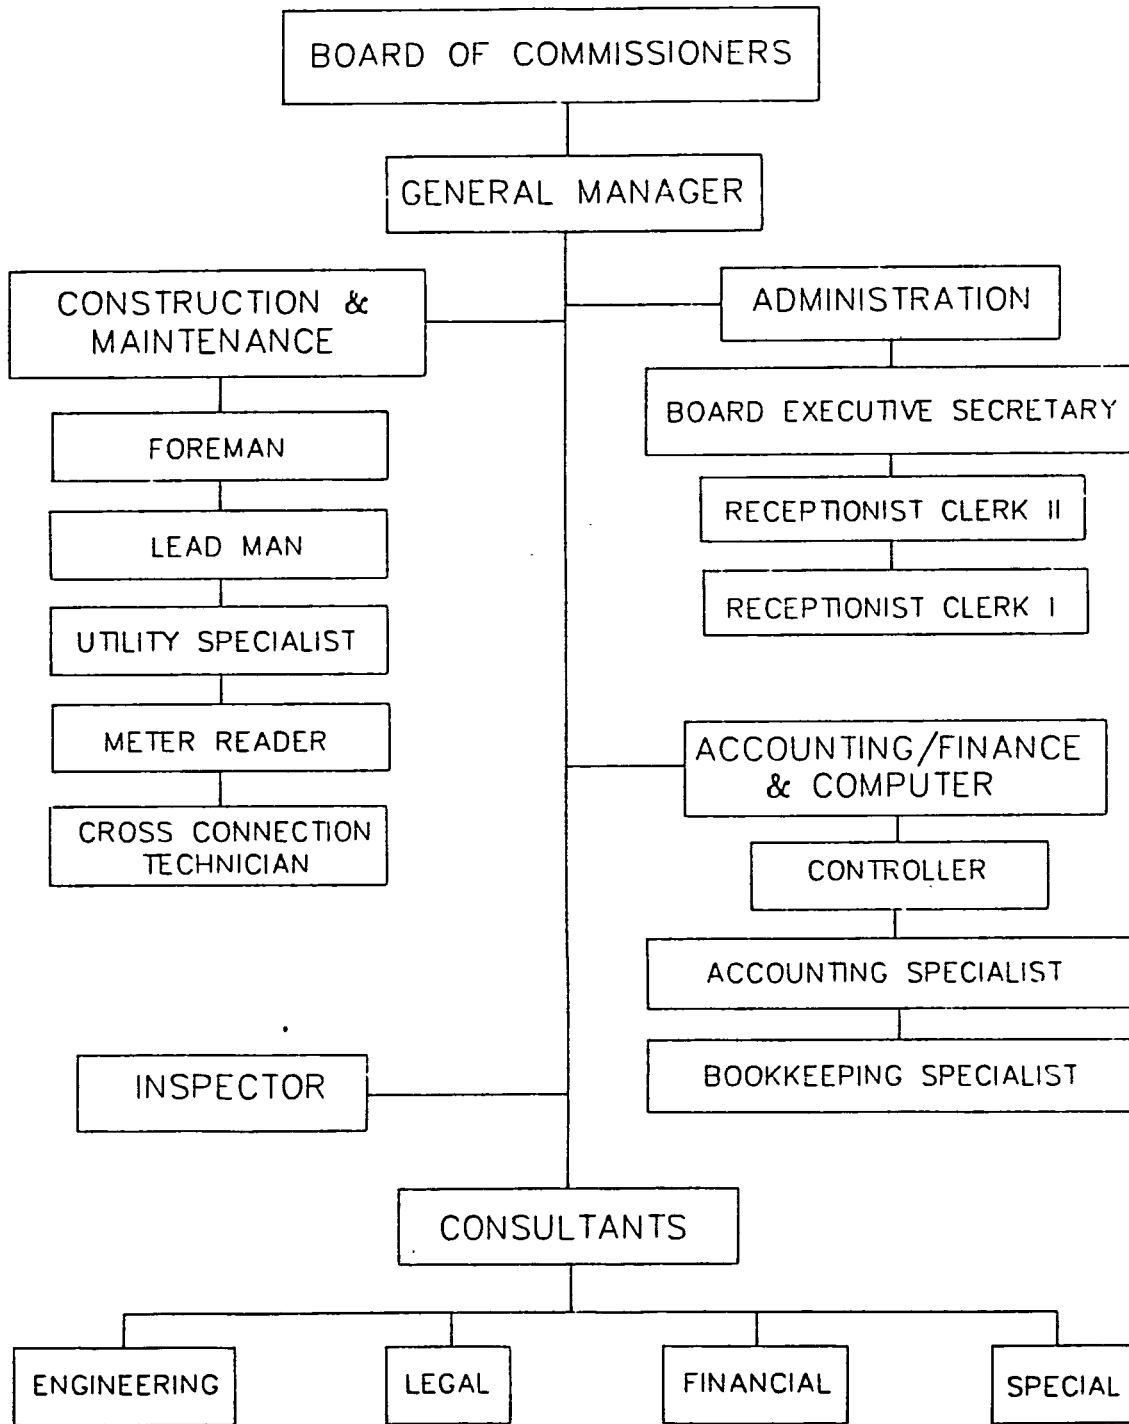 BOARD OF COMMISSIONERS
GENERAL MANAGER
CONSTRUCTION &
MAINTENANCE
FOREMAN
LEAD MAN
UTILITY SPECIALIST
METER READER
CROSS CONNECTION
TECHNICIAN
ADMINISTRATION
BOARD EXECUTIVE SECRETARY
RECEPTIONIST CLERK II
RECEPTIONIST CLERK I
ACCOUNTING/FINANCE
& COMPUTER
CONTROLLER
ACCOUNTING SPECIALIST
BOOKKEEPING SPECIALIST
INSPECTOR
CONSULTANTS
ENGINEERING
LEGAL
FINANCIAL
SPECIAL